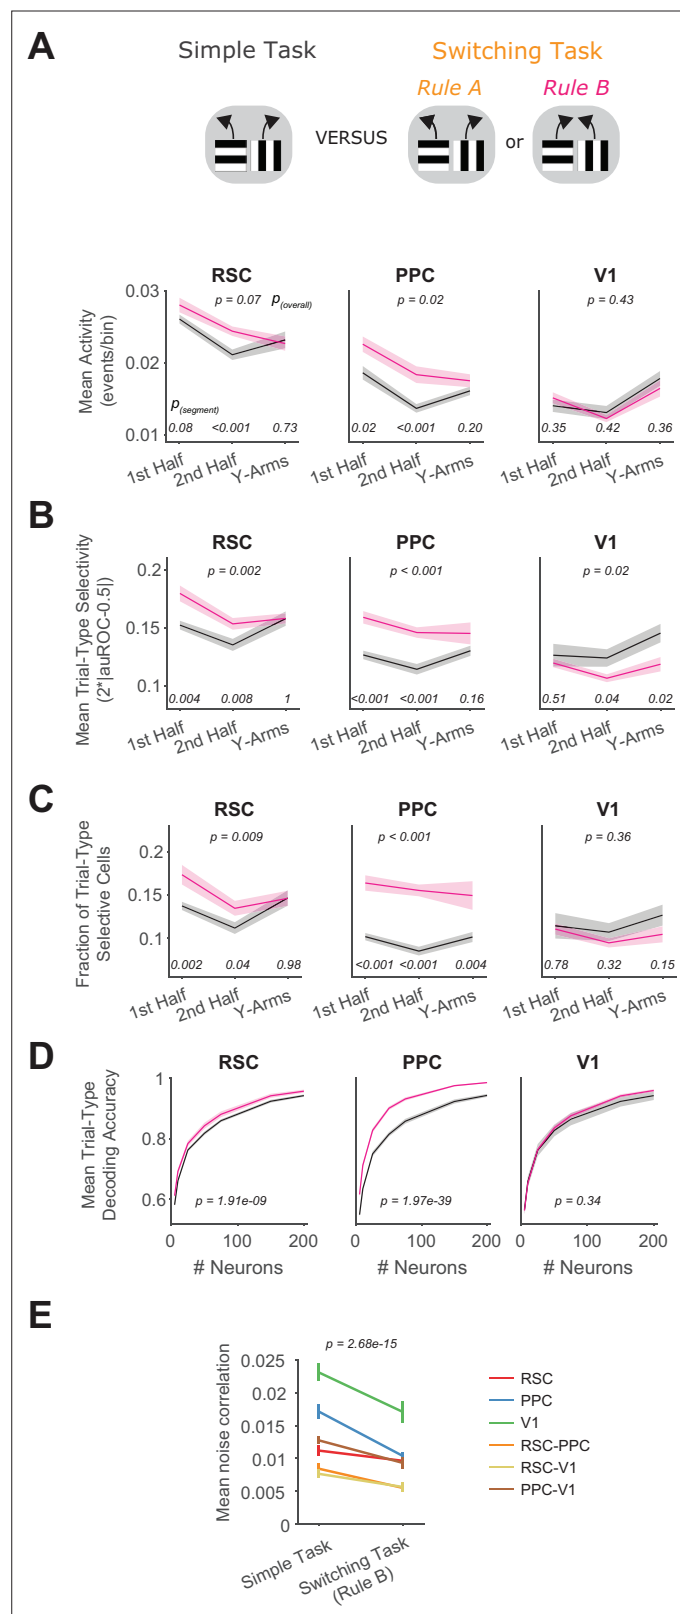 A
Simple Task
Switching Task
Rule A
Rule B
VERSUS
or
RSC
PPC
V1
Mean Activity
(events/bin)
0.03
0.02
0.01
p = 0.07
p(overall)
p = 0.02
p = 0.43
p(segment)
0.08
<0.001
0.73
0.02
<0.001
0.20
0.35
0.42
0.36
1st Half
2nd Half
Y-Arms
1st Half
2nd Half
Y-Arms
1st Half
2nd Half
Y-Arms
B
RSC
PPC
V1
Mean Trial-Type Selectivity
(2*|auROC-0.5|)
0.2
0.15
0.1
p = 0.002
p < 0.001
p = 0.02
0.004
0.008
1
<0.001
<0.001
0.16
0.51
0.04
0.02
1st Half
2nd Half
Y-Arms
1st Half
2nd Half
Y-Arms
1st Half
2nd Half
Y-Arms
C
RSC
PPC
V1
Fraction of Trial-Type
Selective Cells
0.2
0.15
0.1
p = 0.009
p < 0.001
p = 0.36
0.002
0.04
0.98
<0.001
<0.001
0.004
0.78
0.32
0.15
1st Half
2nd Half
Y-Arms
1st Half
2nd Half
Y-Arms
1st Half
2nd Half
Y-Arms
D
RSC
PPC
V1
Mean Trial-Type
Decoding Accuracy
1
0.8
0.6
p = 1.91e-09
p = 1.97e-39
p = 0.34
0
100
200
0
100
200
0
100
200
# Neurons
# Neurons
# Neurons
E
p = 2.68e-15
Mean noise correlation
0.025
0.02
0.015
0.01
0.005
0
Simple Task
Switching Task
(Rule B)
RSC
PPC
V1
RSC-PPC
RSC-V1
PPC-V1